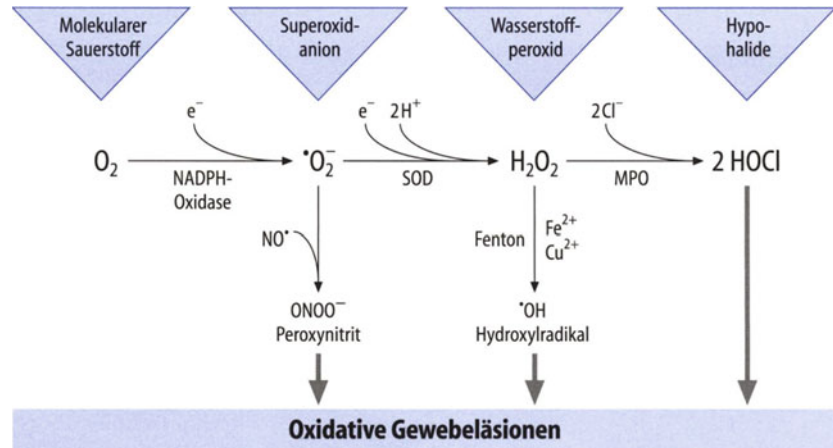 Molekularer
Sauerstoff
Superoxid-
anion
Wasserstoff-
peroxid
Hypo-
halide
e⁻
e⁻ 2H⁺
2Cl⁻
O₂
•O₂⁻
H₂O₂
2 HOCl
NADPH-
Oxidase
SOD
MPO
NO•
Fenton
Fe²⁺
Cu²⁺
ONOO⁻
Peroxynitrit
•OH
Hydroxylradikal
Oxidative Gewebeläsionen